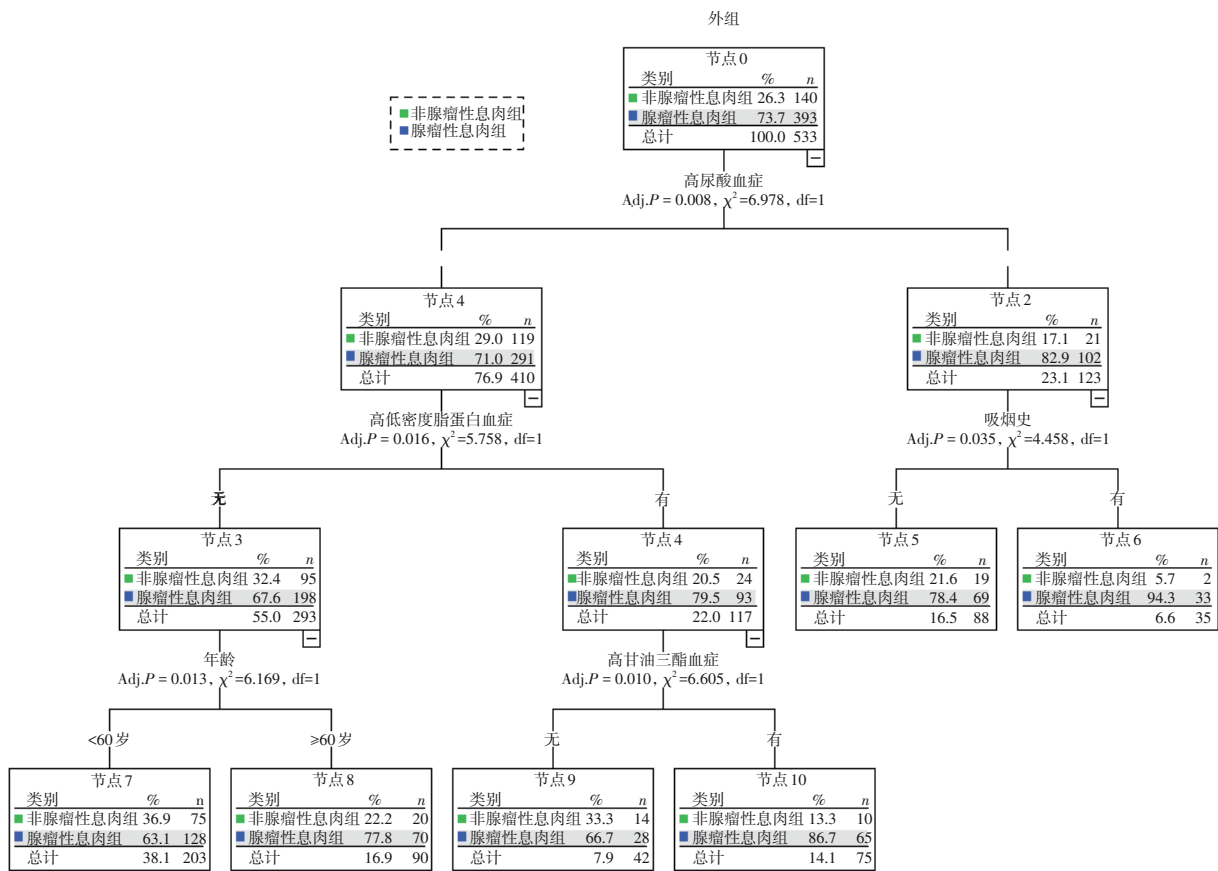 外组
节点0
类别 % n
非腺瘤性息肉组 26.3 140
腺瘤性息肉组 73.7 393
总计 100.0 533
非腺瘤性息肉组
腺瘤性息肉组
高尿酸血症
Adj.P = 0.008, χ²=6.978, df=1
节点4
类别 % n
非腺瘤性息肉组 29.0 119
腺瘤性息肉组 71.0 291
总计 76.9 410
节点2
类别 % n
非腺瘤性息肉组 17.1 21
腺瘤性息肉组 82.9 102
总计 23.1 123
高低密度脂蛋白血症
Adj.P = 0.016, χ²=5.758, df=1
吸烟史
Adj.P = 0.035, χ²=4.458, df=1
无
有
无
有
节点3
类别 % n
非腺瘤性息肉组 32.4 95
腺瘤性息肉组 67.6 198
总计 55.0 293
节点4
类别 % n
非腺瘤性息肉组 20.5 24
腺瘤性息肉组 79.5 93
总计 22.0 117
节点5
类别 % n
非腺瘤性息肉组 21.6 19
腺瘤性息肉组 78.4 69
总计 16.5 88
节点6
类别 % n
非腺瘤性息肉组 5.7 2
腺瘤性息肉组 94.3 33
总计 6.6 35
年龄
Adj.P = 0.013, χ²=6.169, df=1
高甘油三酯血症
Adj.P = 0.010, χ²=6.605, df=1
<60岁
≥60岁
无
有
节点7
类别 % n
非腺瘤性息肉组 36.9 75
腺瘤性息肉组 63.1 128
总计 38.1 203
节点8
类别 % n
非腺瘤性息肉组 22.2 20
腺瘤性息肉组 77.8 70
总计 16.9 90
节点9
类别 % n
非腺瘤性息肉组 33.3 14
腺瘤性息肉组 66.7 28
总计 7.9 42
节点10
类别 % n
非腺瘤性息肉组 13.3 10
腺瘤性息肉组 86.7 65
总计 14.1 75